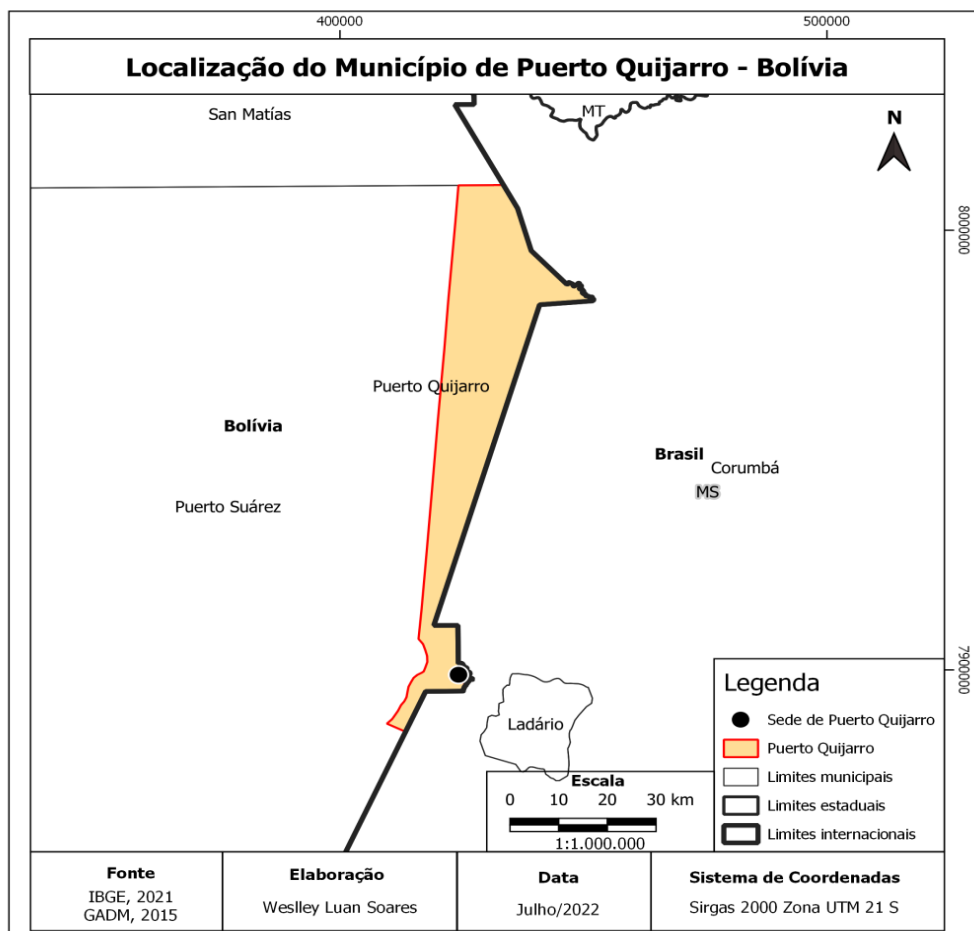 400000
500000
Localização do Município de Puerto Quijarro - Bolívia
San Matías
MT
N
8000000
Puerto Quijarro
Bolívia
Brasil
Corumbá
MS
Puerto Suárez
7900000
Ladário
Legenda
Sede de Puerto Quijarro
Puerto Quijarro
Limites municipais
Limites estaduais
Limites internacionais
Escala
0 10 20 30 km
1:1.000.000
Fonte
IBGE, 2021
GADM, 2015
Elaboração
Weslley Luan Soares
Data
Julho/2022
Sistema de Coordenadas
Sirgas 2000 Zona UTM 21 S